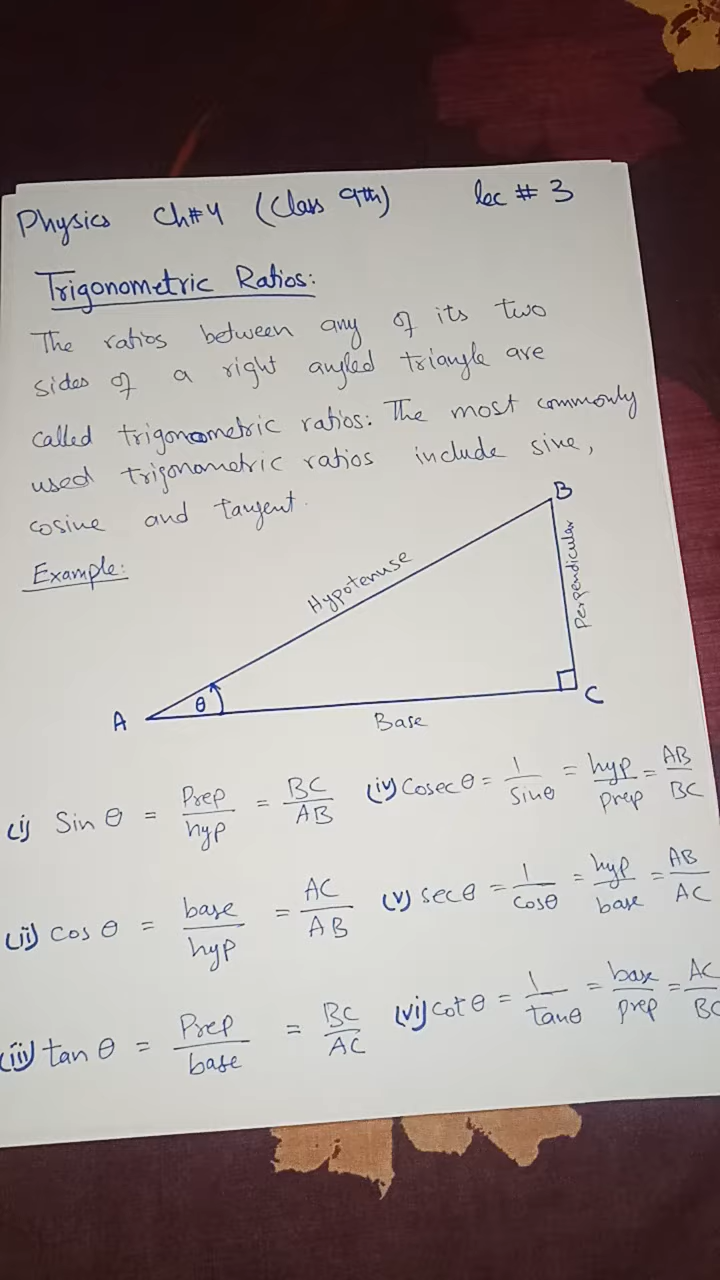 Physics Ch#4 (Class 9th) lec # 3
Trigonometric Ratios:
The ratios between any of its two
sides of a right angled triangle are
called trigonometric ratios: The most commonly
used trigonometric ratios include sine,
cosine and tangent.
Example:
B
Hypotenuse
Perpendicular
A
θ
C
Base
(i) Sin θ = Prep/hyp = BC/AB
(iv) Cosec θ = 1/Sinθ = hyp/prep = AB/BC
(ii) Cos θ = base/hyp = AC/AB
(v) sec θ = 1/cosθ = hyp/base = AB/AC
(iii) tan θ = Prep/base = BC/AC
(vi) cot θ = 1/tanθ = base/prep = AC/BC